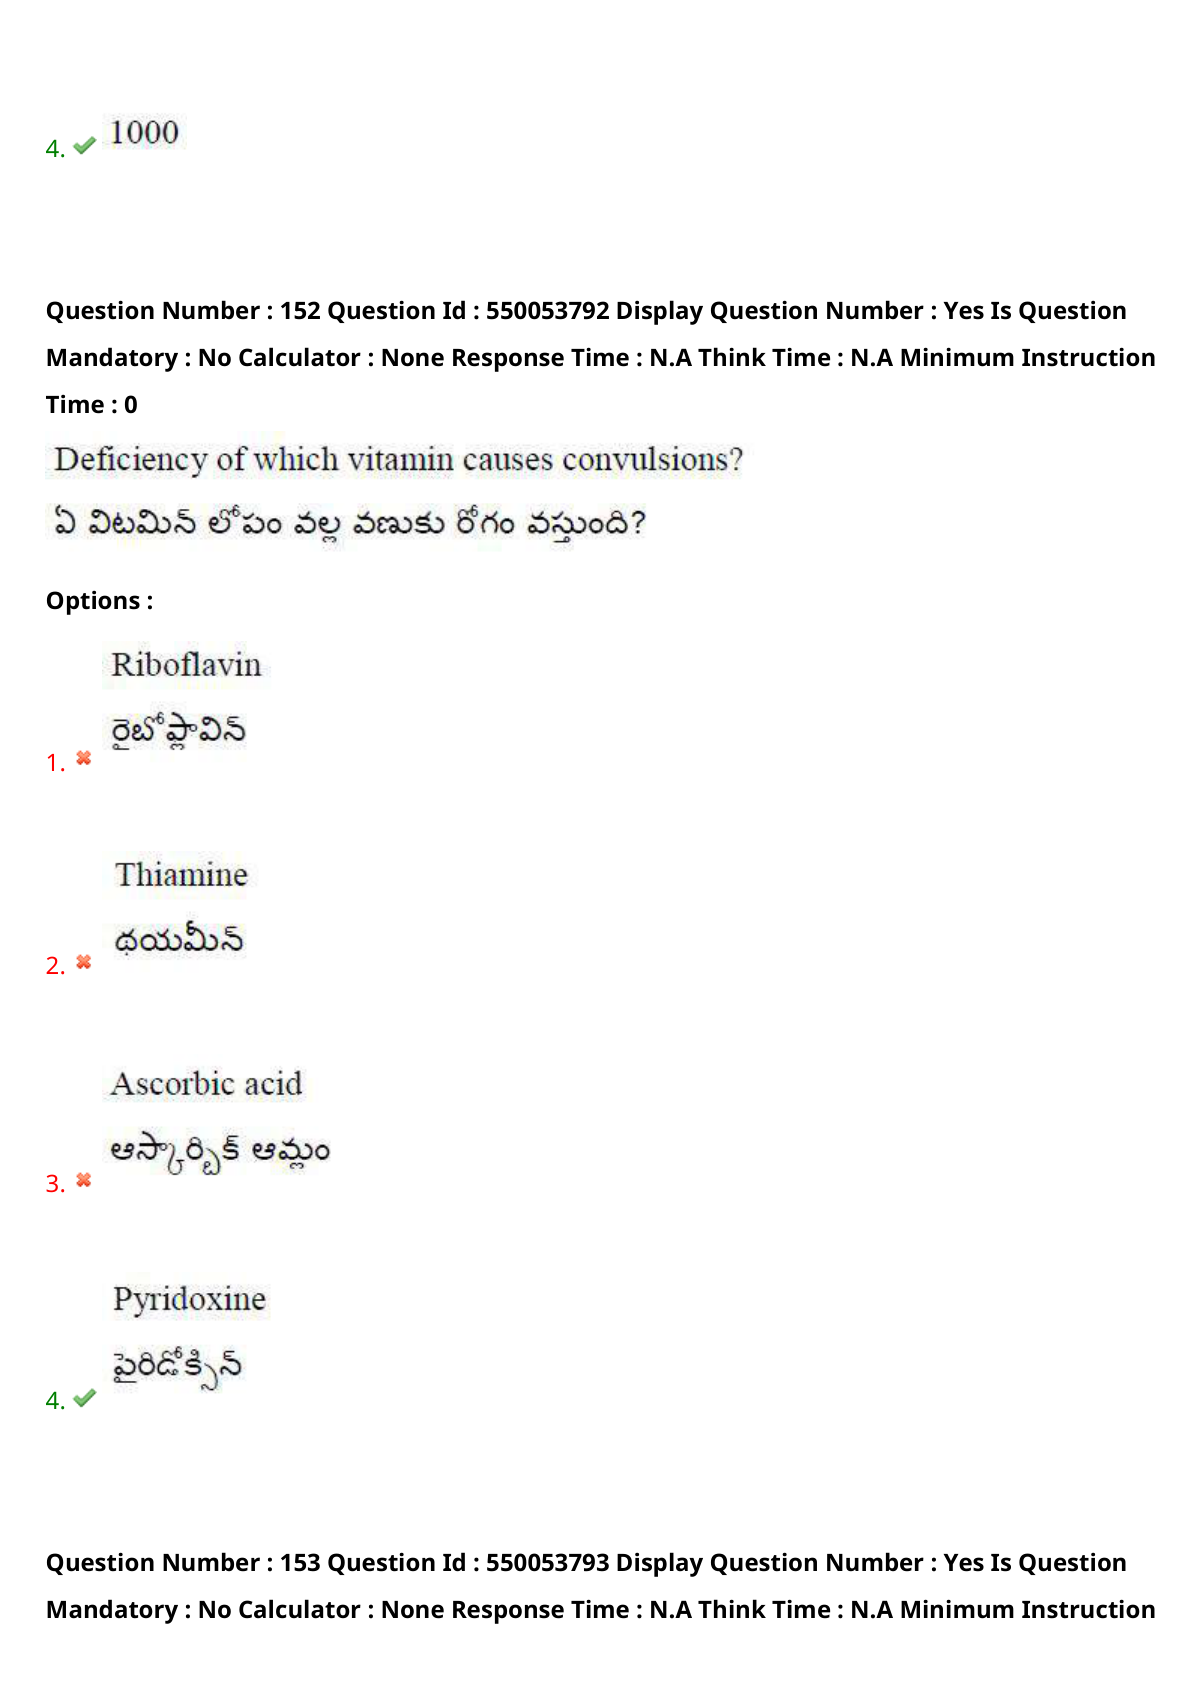 4. 1000
Question Number : 152 Question Id : 550053792 Display Question Number : Yes Is Question
Mandatory : No Calculator : None Response Time : N.A Think Time : N.A Minimum Instruction
Time : 0
Deficiency of which vitamin causes convulsions?
ఏ విటమిన్ లోపం వల్ల వణుకు రోగం వస్తుంది?
Options :
Riboflavin
రైబోఫ్లావిన్
1.
Thiamine
థయమీన్
2.
Ascorbic acid
ఆస్కార్బిక్ ఆమ్లం
3.
Pyridoxine
పైరిడోక్సిన్
4.
Question Number : 153 Question Id : 550053793 Display Question Number : Yes Is Question
Mandatory : No Calculator : None Response Time : N.A Think Time : N.A Minimum Instruction